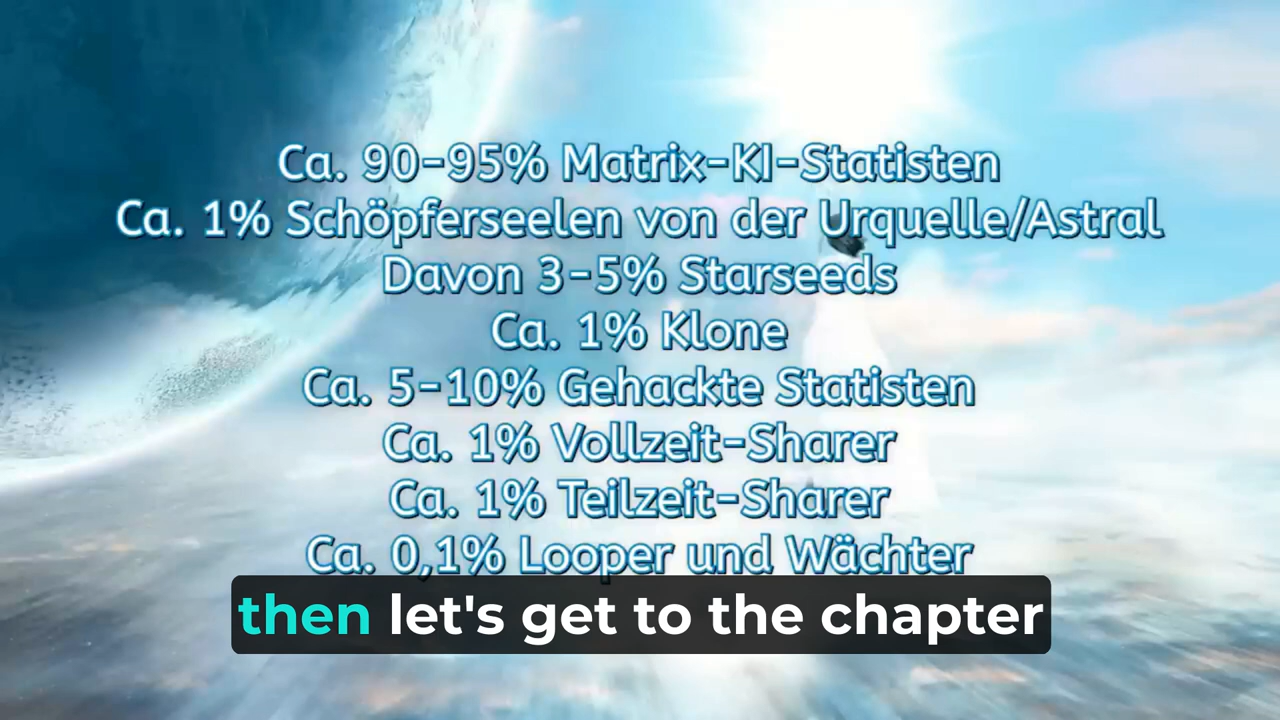 Ca. 90-95% Matrix-KI-Statisten
Ca. 1% Schöpferseelen von der Urquelle/Astral
Davon 3-5% Starseeds
Ca. 1% Klone
Ca. 5-10% Gehackte Statisten
Ca. 1% Vollzeit-Sharer
Ca. 1% Teilzeit-Sharer
Ca. 0,1% Looper und Wächter
then let's get to the chapter